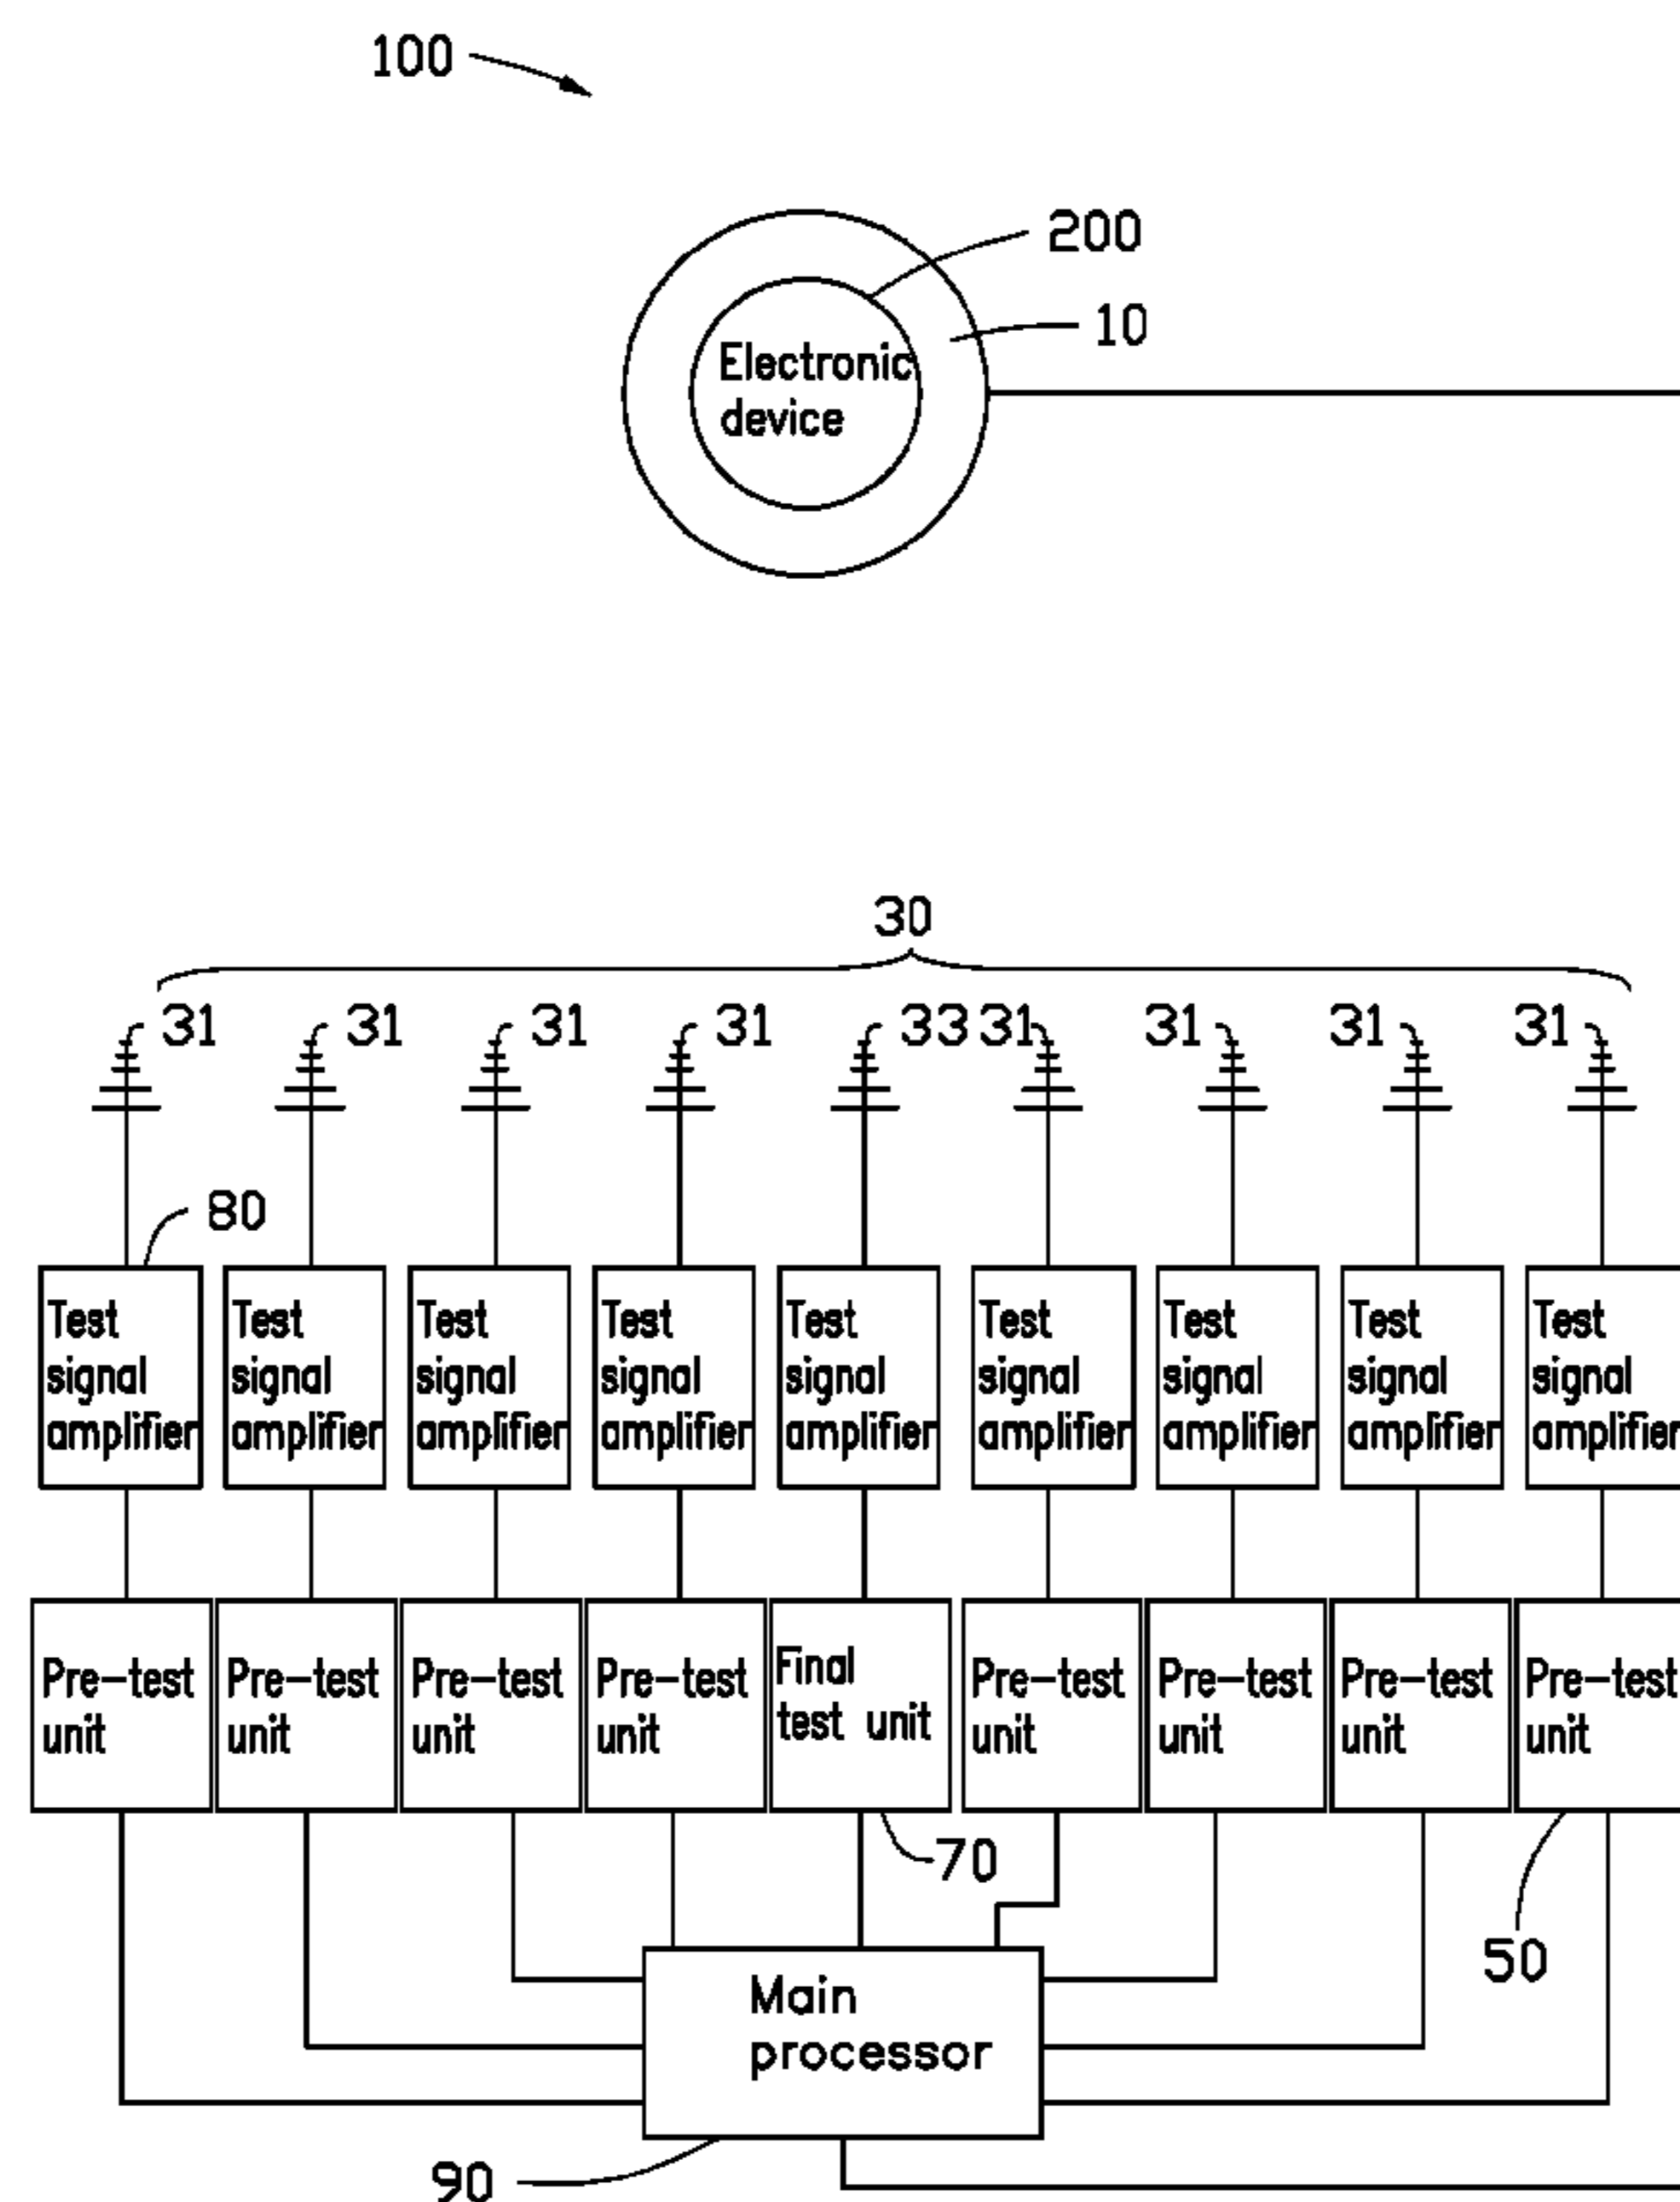 100
200
10
Electronic
device
30
31 31 31 31 33 31 31 31 31
80
Test signal amplifier
Test signal amplifier
Test signal amplifier
Test signal amplifier
Test signal amplifier
Test signal amplifier
Test signal amplifier
Test signal amplifier
Test signal amplifier
Pre-test unit
Pre-test unit
Pre-test unit
Pre-test unit
Final test unit
Pre-test unit
Pre-test unit
Pre-test unit
Pre-test unit
70
50
Main
processor
90